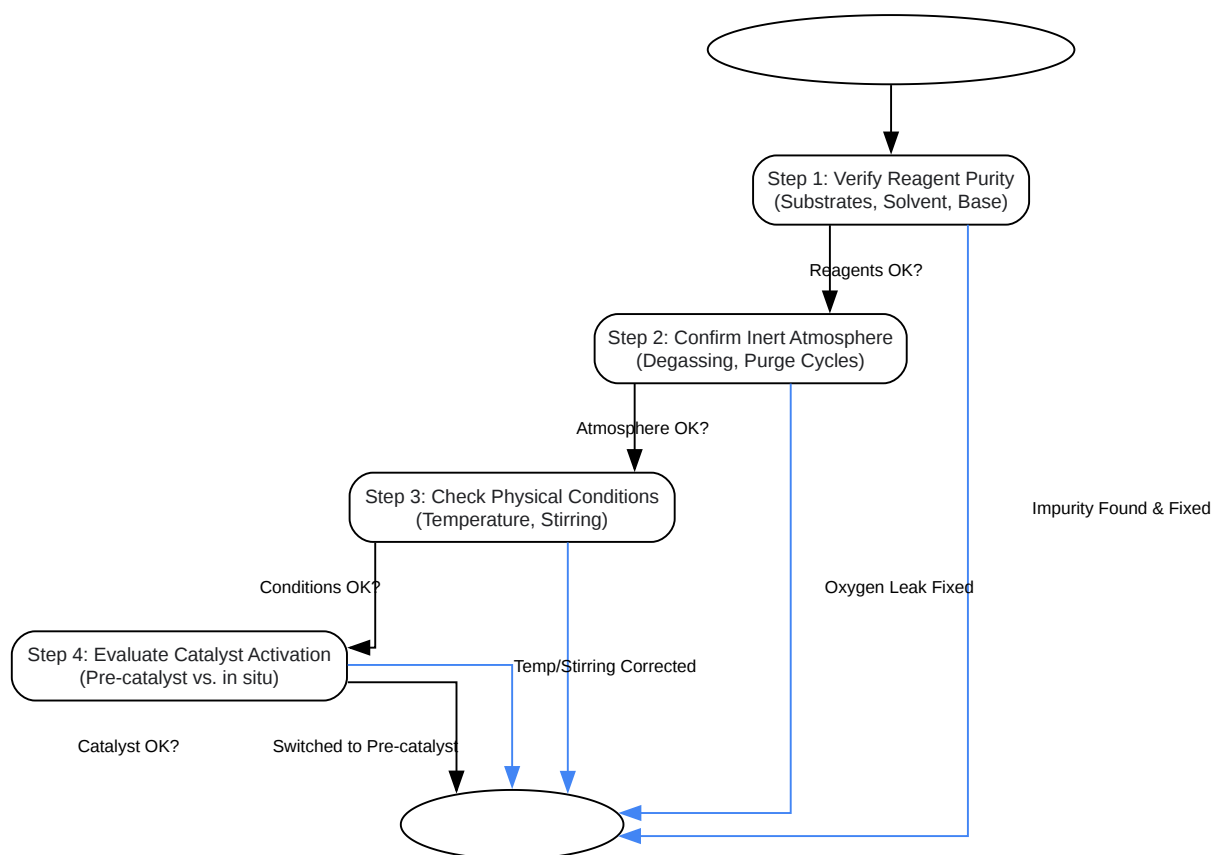 Step 1: Verify Reagent Purity
(Substrates, Solvent, Base)
Reagents OK?
Step 2: Confirm Inert Atmosphere
(Degassing, Purge Cycles)
Atmosphere OK?
Step 3: Check Physical Conditions
(Temperature, Stirring)
Impurity Found & Fixed
Conditions OK?
Oxygen Leak Fixed
Step 4: Evaluate Catalyst Activation
(Pre-catalyst vs. in situ)
Temp/Stirring Corrected
Catalyst OK?
Switched to Pre-catalyst